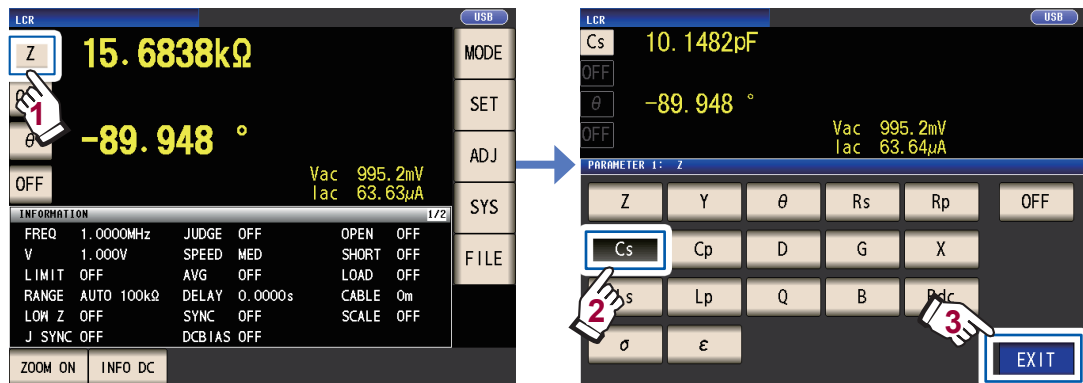 LCR
USB
Z
15.6838kΩ
MODE
1
SET
θ
-89.948 °
ADJ
Vac 995.2mV
OFF
Iac 63.63μA
SYS
INFORMATION 1/2
FREQ 1.0000MHz JUDGE OFF OPEN OFF
V 1.000V SPEED MED SHORT OFF
FILE
LIMIT OFF AVG OFF LOAD OFF
RANGE AUTO 100kΩ DELAY 0.0000s CABLE 0m
LOW Z OFF SYNC OFF SCALE OFF
J SYNC OFF DCBIAS OFF
ZOOM ON INFO DC
LCR
USB
Cs 10.1482pF
OFF
θ -89.948 °
OFF
Vac 995.2mV
Iac 63.64μA
PARAMETER 1: Z
Z Y θ Rs Rp OFF
Cs Cp D G X
2
Ls Lp Q B Rdc
3
σ ε
EXIT